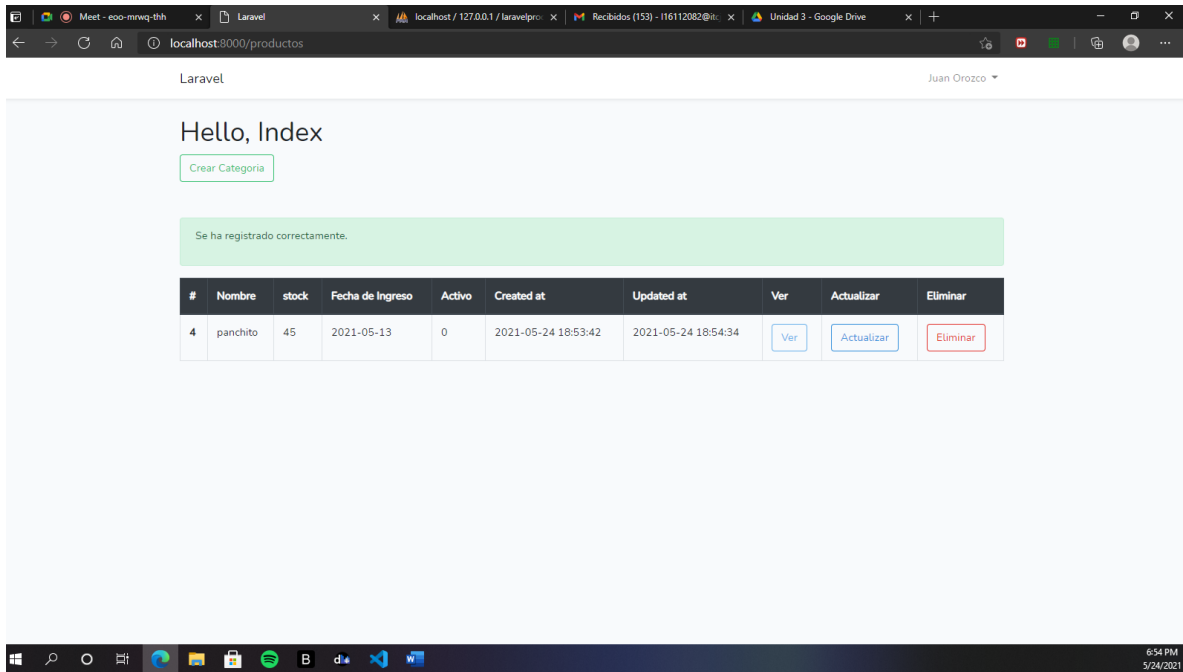 Meet - eoo-mrwq-thh
Laravel
localhost / 127.0.0.1 / laravelpro
Recibidos (153) - l16112082@itc
Unidad 3 - Google Drive
localhost:8000/productos
Laravel
Juan Orozco
Hello, Index
Crear Categoria
Se ha registrado correctamente.
# Nombre stock Fecha de Ingreso Activo Created at Updated at Ver Actualizar Eliminar
4 panchito 45 2021-05-13 0 2021-05-24 18:53:42 2021-05-24 18:54:34 Ver Actualizar Eliminar
6:54 PM
5/24/2021